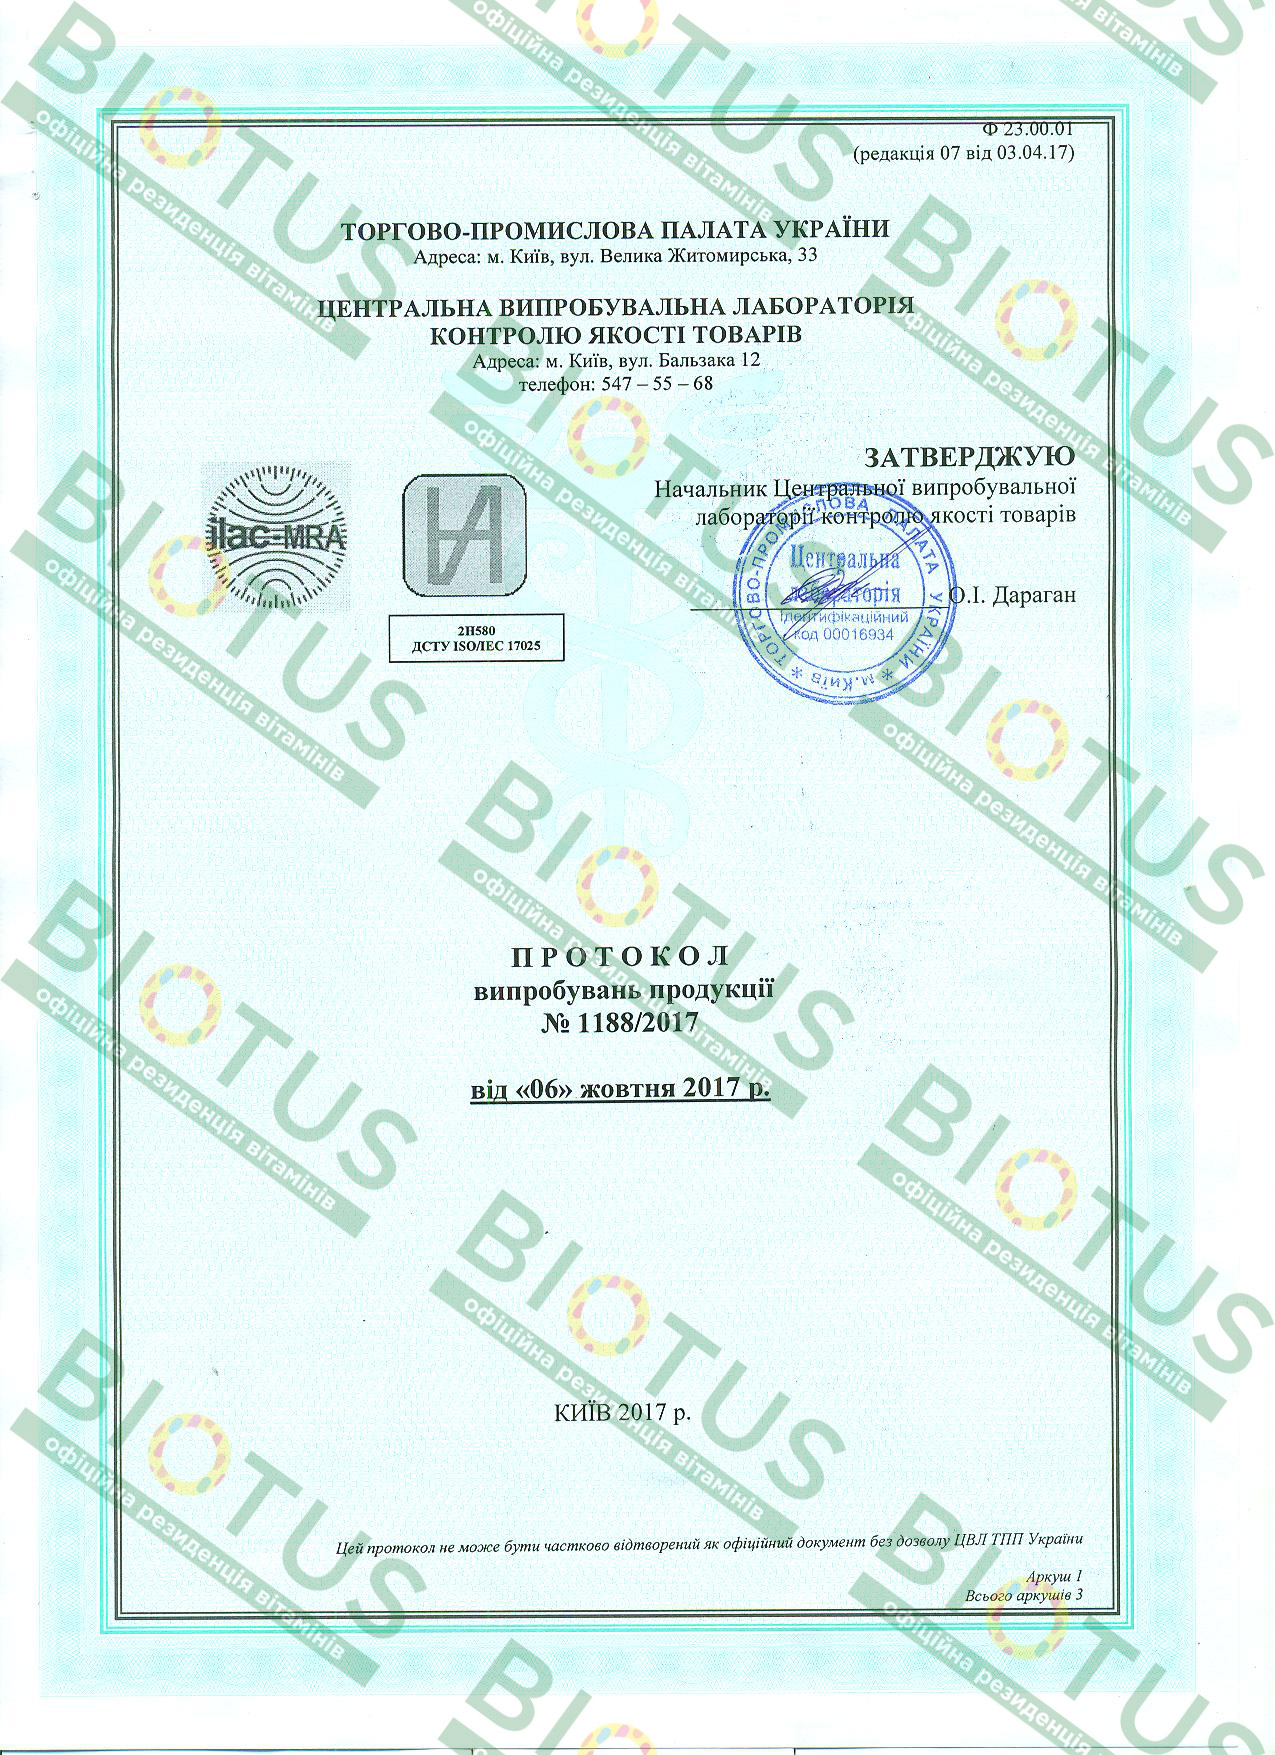 Ф 23.00.01
(редакція 07 від 03.04.17)
ТОРГОВО-ПРОМИСЛОВА ПАЛАТА УКРАЇНИ
Адреса: м. Київ, вул. Велика Житомирська, 33
ЦЕНТРАЛЬНА ВИПРОБУВАЛЬНА ЛАБОРАТОРІЯ
КОНТРОЛЮ ЯКОСТІ ТОВАРІВ
Адреса: м. Київ, вул. Бальзака 12
телефон: 547 – 55 – 68
ЗАТВЕРДЖУЮ
Начальник Центральної випробувальної
лабораторії контролю якості товарів
О.І. Дараган
ilac-MRA
2П580
ДСТУ ISO/IEC 17025
ТОРГОВО-ПРОМИСЛОВА ПАЛАТА УКРАЇНИ * м.Київ *
Центральна
лабораторія
Ідентифікаційний
код 00016934
П Р О Т О К О Л
випробувань продукції
№ 1188/2017
від «06» жовтня 2017 р.
КИЇВ 2017 р.
Цей протокол не може бути частково відтворений як офіційний документ без дозволу ЦВЛ ТПП України
Аркуш 1
Всього аркушів 3
BIOTUS
офіційна резиденція вітамінів